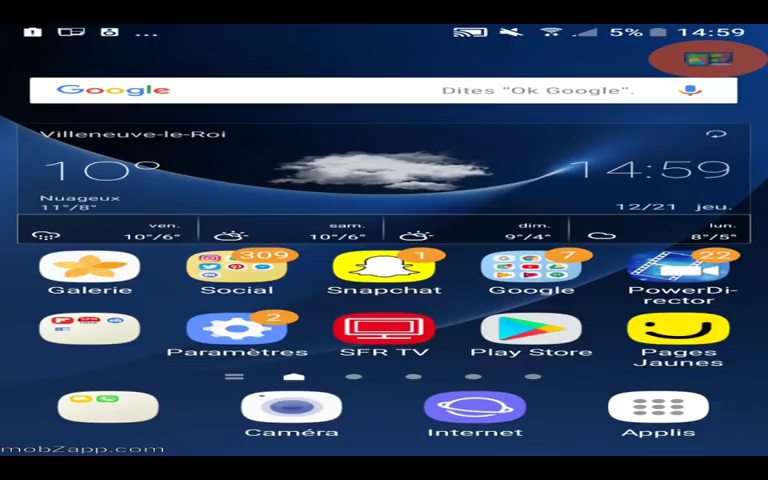 5% 14:59
Google Dites "Ok Google".
Villeneuve-le-Roi
10° 14:59
Nuageux
11°/8° 12/21 jeu.
ven. sam. dim. lun.
10°/6° 10°/6° 9°/4° 8°/5°
309 1 7 22
Galerie Social Snapchat Google PowerDi-
rector
2
Paramètres SFR TV Play Store Pages
Jaunes
Caméra Internet Applis
mobzapp.com